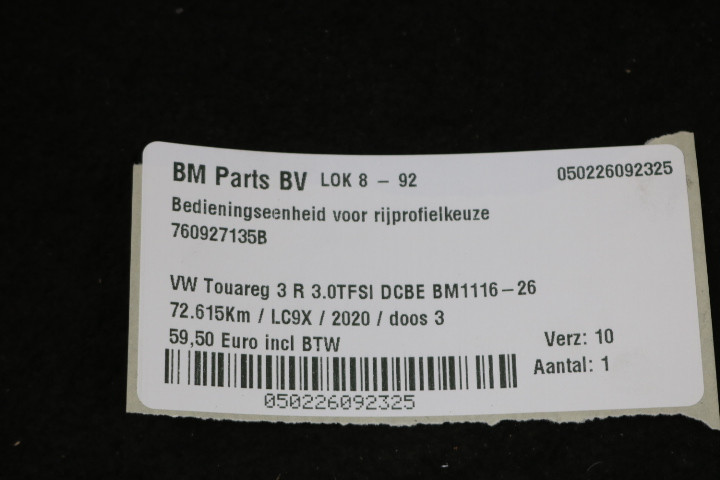 BM Parts BV LOK 8 - 92 050226092325
Bedieningseenheid voor rijprofielkeuze
760927135B
VW Touareg 3 R 3.0TFSI DCBE BM1116-26
72.615Km / LC9X / 2020 / doos 3
59,50 Euro incl BTW Verz: 10
Aantal: 1
050226092325